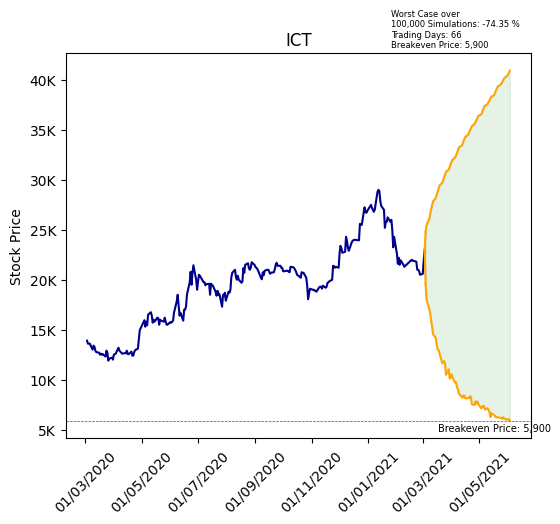 Worst Case over
100,000 Simulations: -74.35 %
Trading Days: 66
Breakeven Price: 5,900
ICT
Stock Price
40K
35K
30K
25K
20K
15K
10K
5K
Breakeven Price: 5,900
01/03/2020
01/05/2020
01/07/2020
01/09/2020
01/11/2020
01/01/2021
01/03/2021
01/05/2021